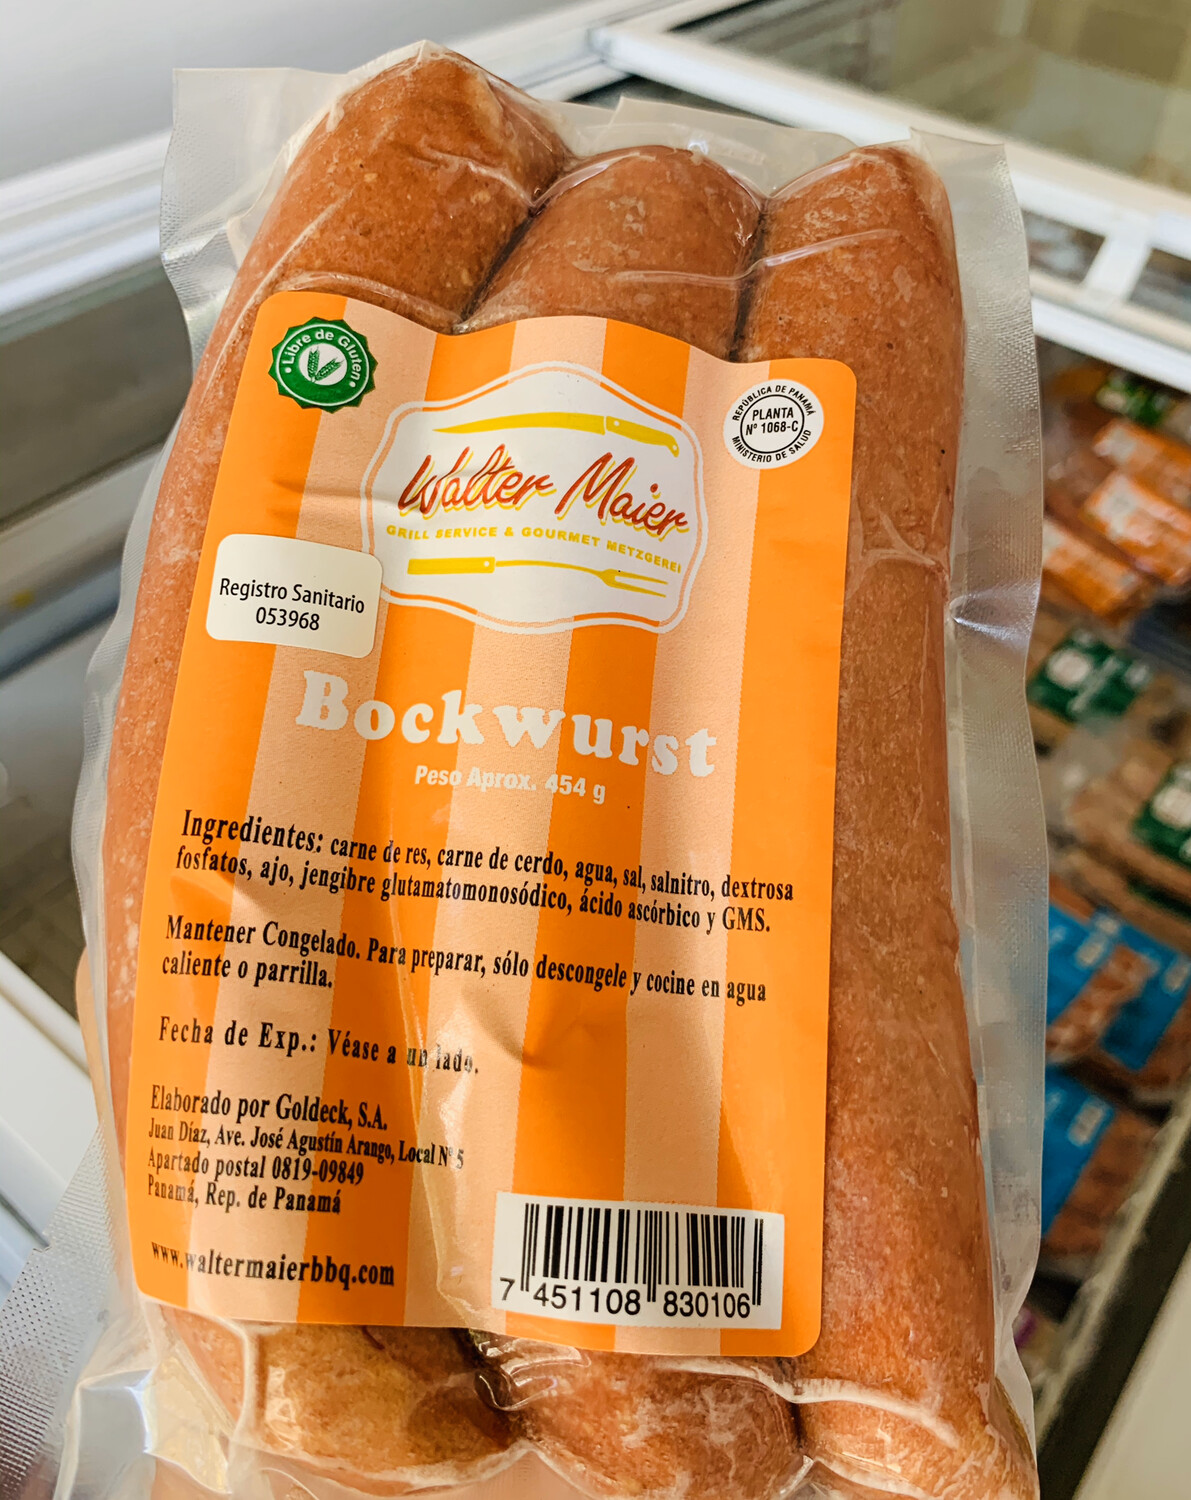 Libre de Gluten
REPÚBLICA DE PANAMÁ
PLANTA
Nº 1068-C
MINISTERIO DE SALUD
Walter Maier
GRILL SERVICE & GOURMET METZGEREI
Registro Sanitario
053968
Bockwurst
Peso Aprox. 454 g
Ingredientes: carne de res, carne de cerdo, agua, sal, salnitro, dextrosa
fosfatos, ajo, jengibre glutamatomonosódico, ácido ascórbico y GMS.
Mantener Congelado. Para preparar, sólo descongele y cocine en agua
caliente o parrilla.
Fecha de Exp.: Véase a un lado.
Elaborado por Goldeck, S.A.
Juan Díaz, Ave. José Agustín Arango, Local Nº 5
Apartado postal 0819-09849
Panamá, Rep. de Panamá
www.waltermaierbbq.com
7 451108 830106